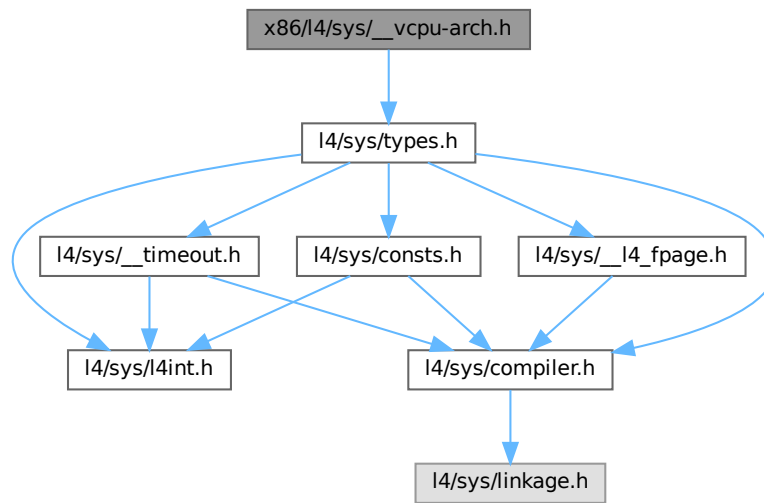 x86/l4/sys/__vcpu-arch.h
l4/sys/types.h
l4/sys/__timeout.h
l4/sys/consts.h
l4/sys/__l4_fpage.h
l4/sys/l4int.h
l4/sys/compiler.h
l4/sys/linkage.h